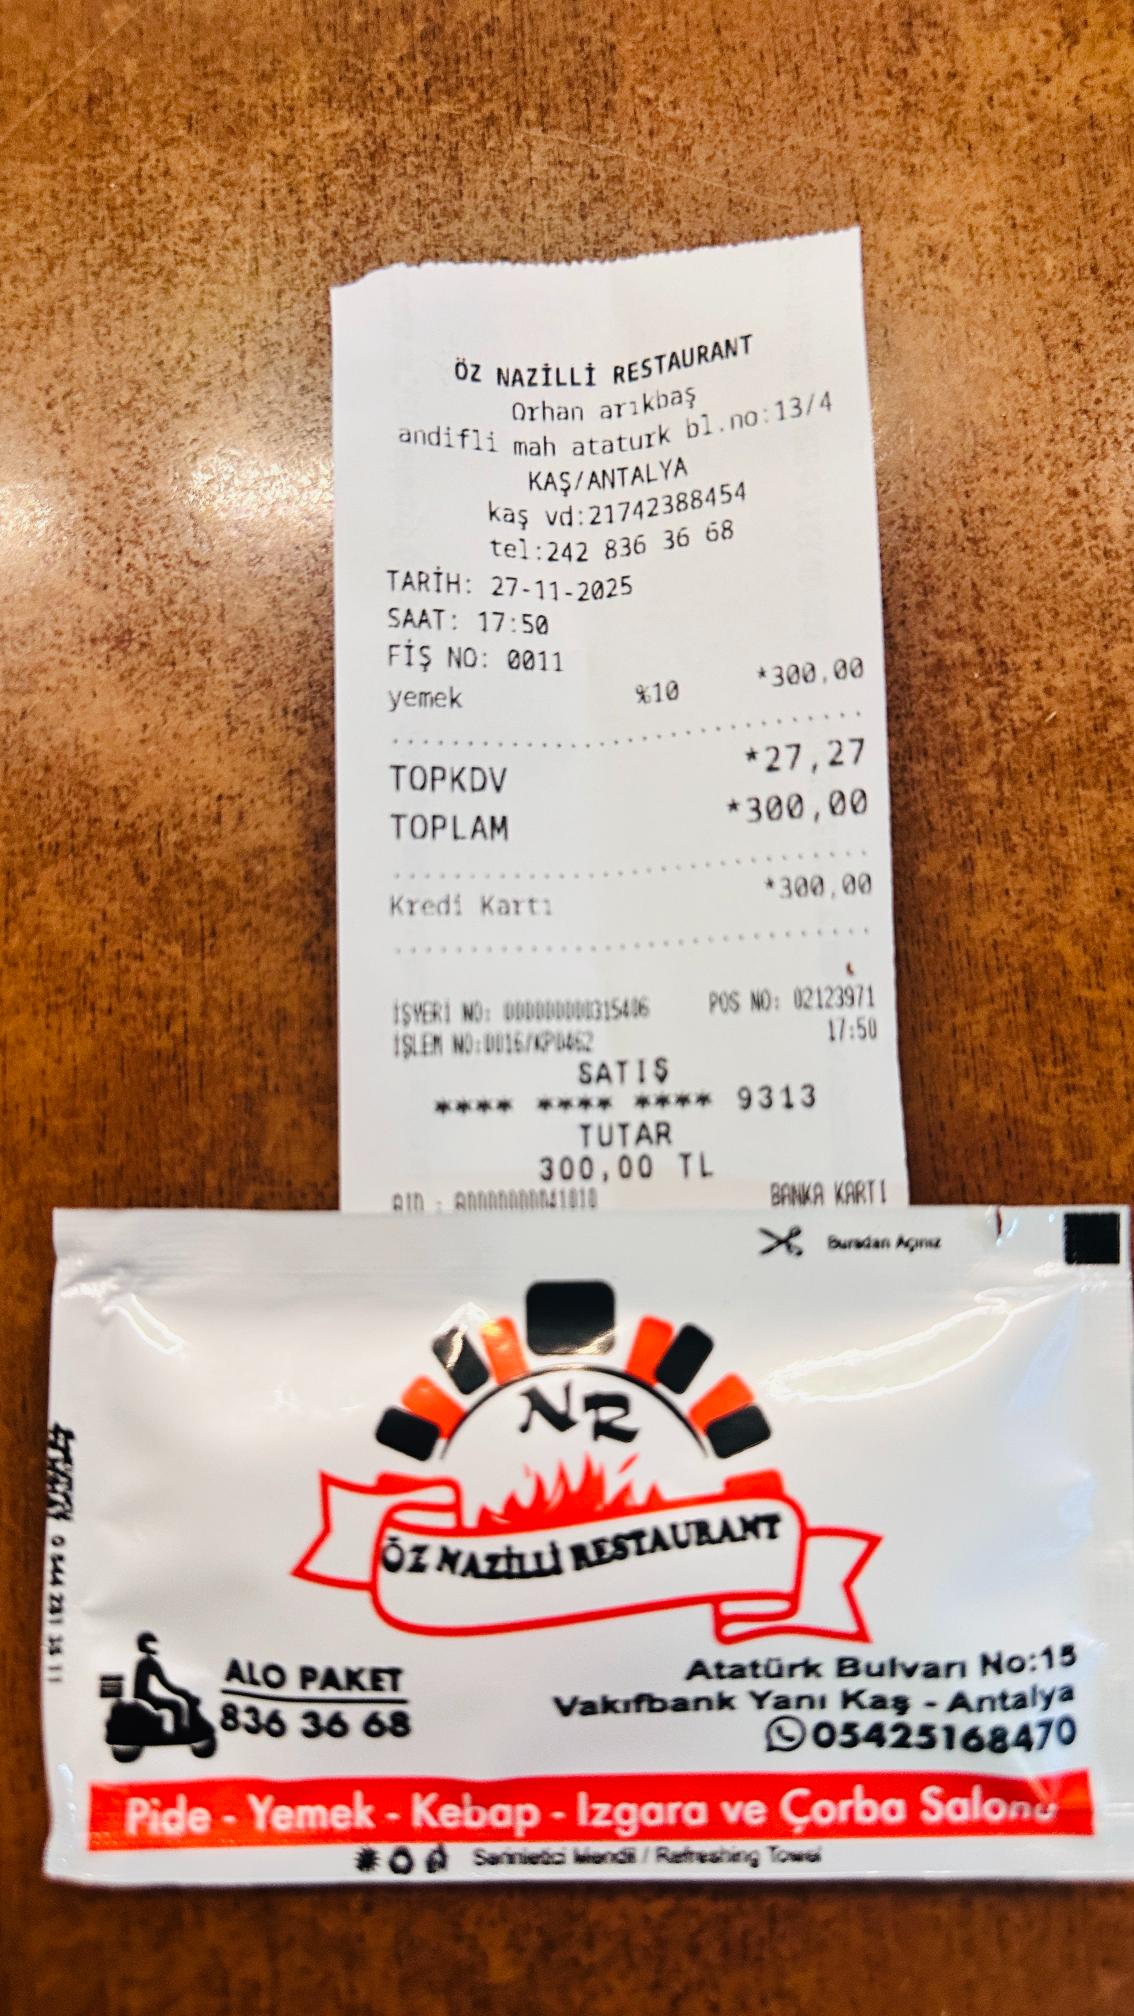 ÖZ NAZİLLİ RESTAURANT
Orhan arıkbaş
andifli mah ataturk bl.no:13/4
KAŞ/ANTALYA
kaş vd:21742388454
tel:242 836 36 68
TARİH: 27-11-2025
SAAT: 17:50
FİŞ NO: 0011
yemek %10 *300,00
TOPKDV *27,27
TOPLAM *300,00
Kredi Kartı *300,00
İŞYERİ NO: 000000000315406 POS NO: 02123971
İŞLEM NO:0016/KP0462 17:50
SATIŞ
**** **** **** 9313
TUTAR
300,00 TL
AID : A0000000041010 BANKA KARTI
Buradan Açınız
NR
ÖZ NAZİLLİ RESTAURANT
ALO PAKET
836 36 68
Atatürk Bulvarı No:15
Vakıfbank Yanı Kaş - Antalya
05425168470
Pide - Yemek - Kebap - Izgara ve Çorba Salonu
Serinletici Mendil / Refreshing Towel